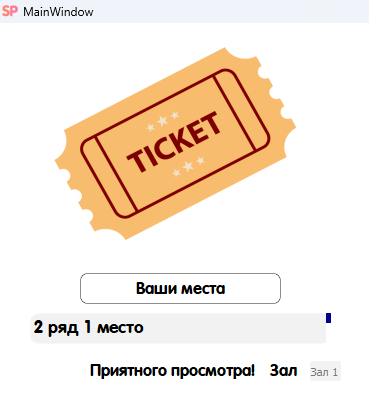 SP MainWindow
TICKET
Ваши места
2 ряд 1 место
Приятного просмотра! Зал Зал 1